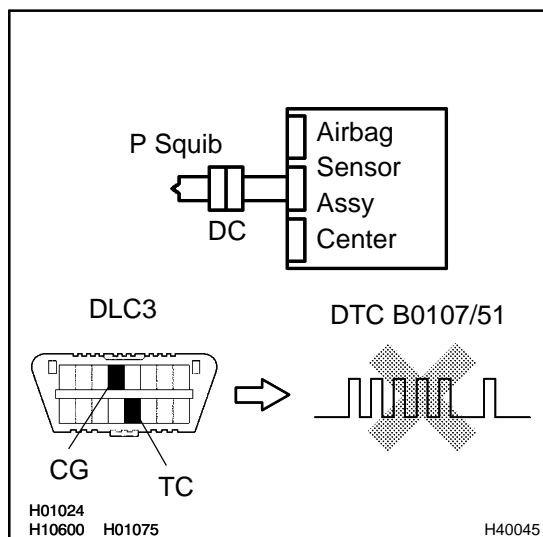 Airbag
P Squib
Sensor
Assy
DC
Center
DLC3
DTC B0107/51
CG
TC
H01024
H10600 H01075
H40045